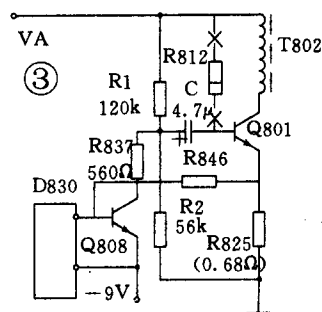 VA
T802
③
R812
R1
120k
C
4.7μ
Q801
R837
560Ω
R846
D830
R2
56k
Q808
R825
(0.68Ω)
−9V